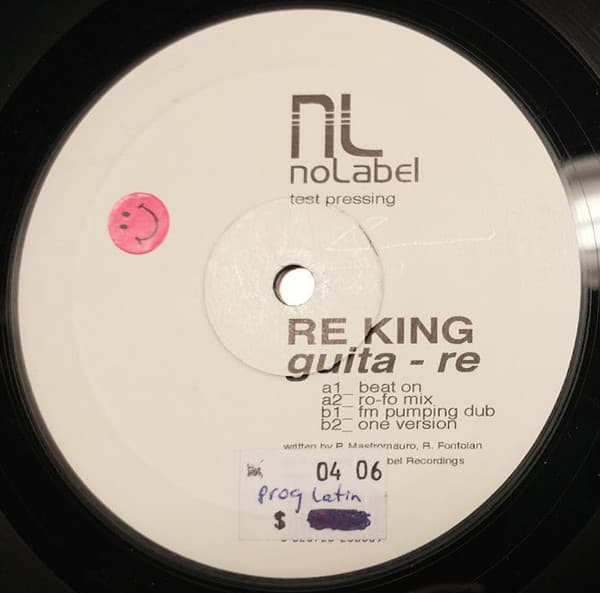 NL
noLabel
test pressing
RE KING
guita - re
a1_ beat on
a2_ ro-fo mix
b1_ fm pumping dub
b2_ one version
written by P. Mastromauro, R. Fontolan
bel Recordings
04 06
prog latin
$